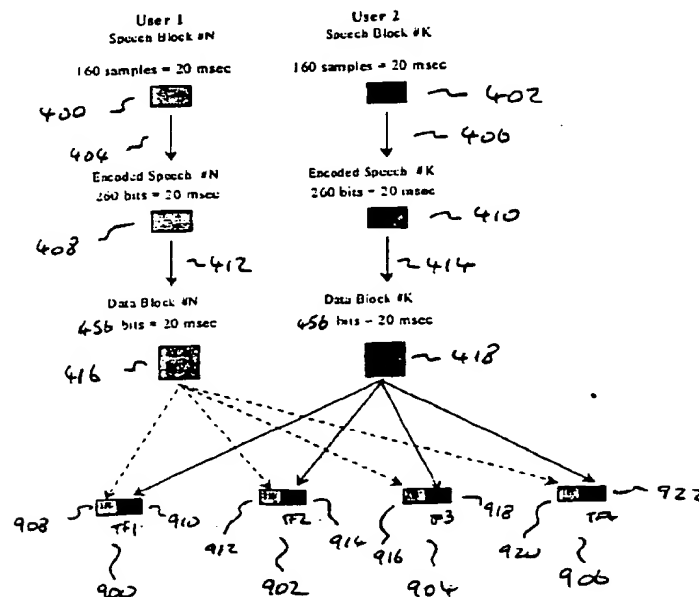 User 1 User 2
Speech Block #N Speech Block #K
160 samples = 20 msec 160 samples = 20 msec
400 402
404 406
Encoded Speech #N Encoded Speech #K
260 bits = 20 msec 260 bits = 20 msec
408 410
412 414
Data Block #N Data Block #K
456 bits = 20 msec 456 bits = 20 msec
416 418
908 TF1 910 912 TF2 914 916 TF3 918 920 TF4 922
900 902 904 906